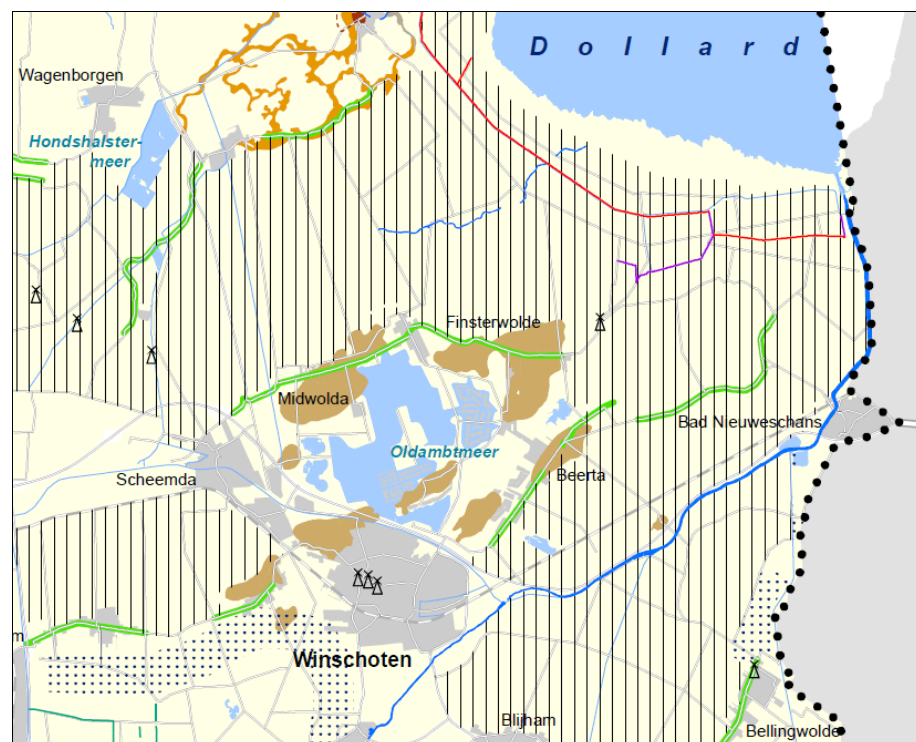 Dollard
Wagenborgen
Hondshalster-
meer
Finsterwolde
Midwolda
Bad Nieuweschans
Oldambtmeer
Scheemda
Beerta
m
Winschoten
Blijham
Bellingwolde